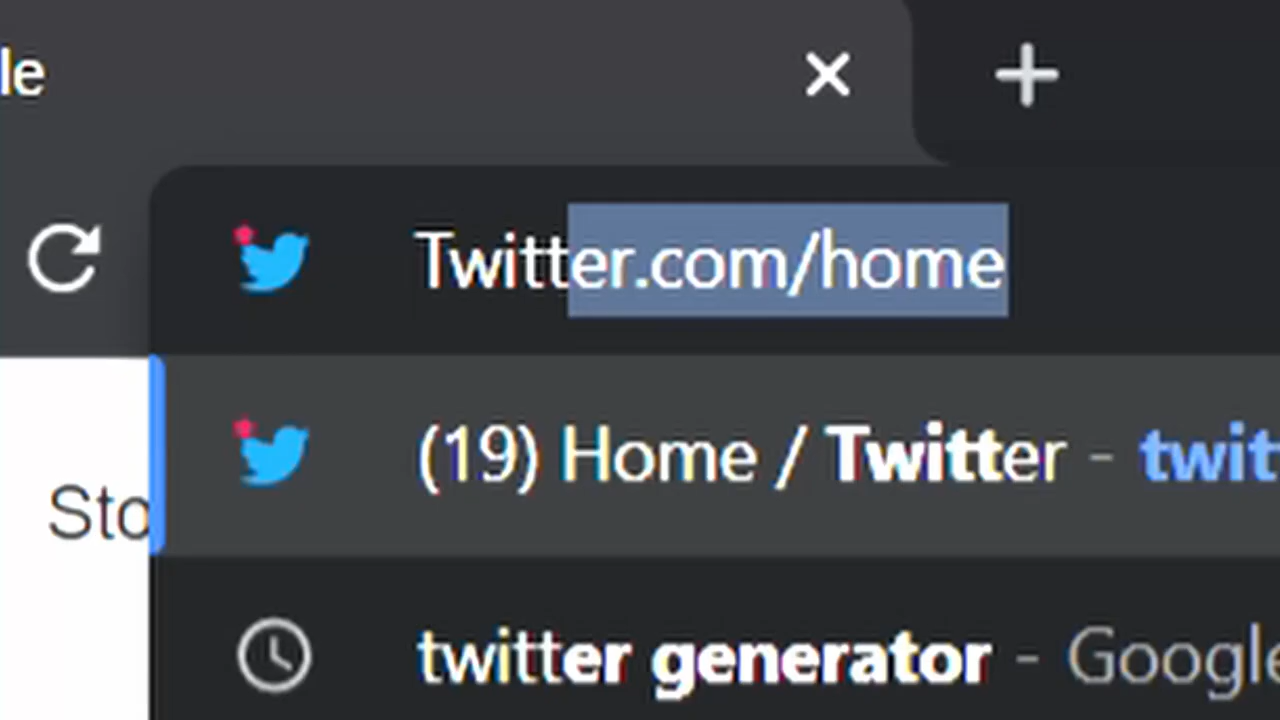 le
Twitter.com/home
(19) Home / Twitter - twit
Sto
twitter generator - Google